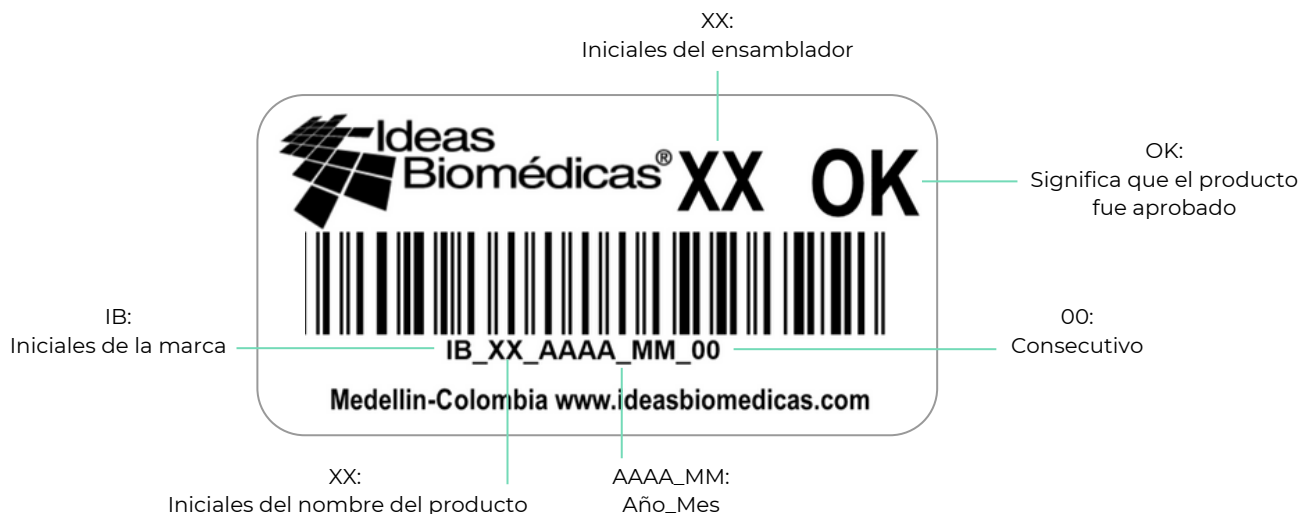 XX:
Iniciales del ensamblador
Ideas
Biomédicas®
XX OK
OK:
Significa que el producto
fue aprobado
IB:
Iniciales de la marca
IB_XX_AAAA_MM_00
00:
Consecutivo
Medellin-Colombia www.ideasbiomedicas.com
XX:
Iniciales del nombre del producto
AAAA_MM:
Año_Mes